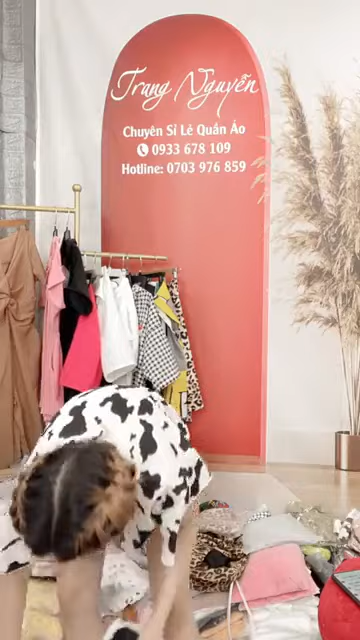 Trang Nguyễn
Chuyên Sỉ Lẻ Quần Áo
0933 678 109
Hotline: 0703 976 859